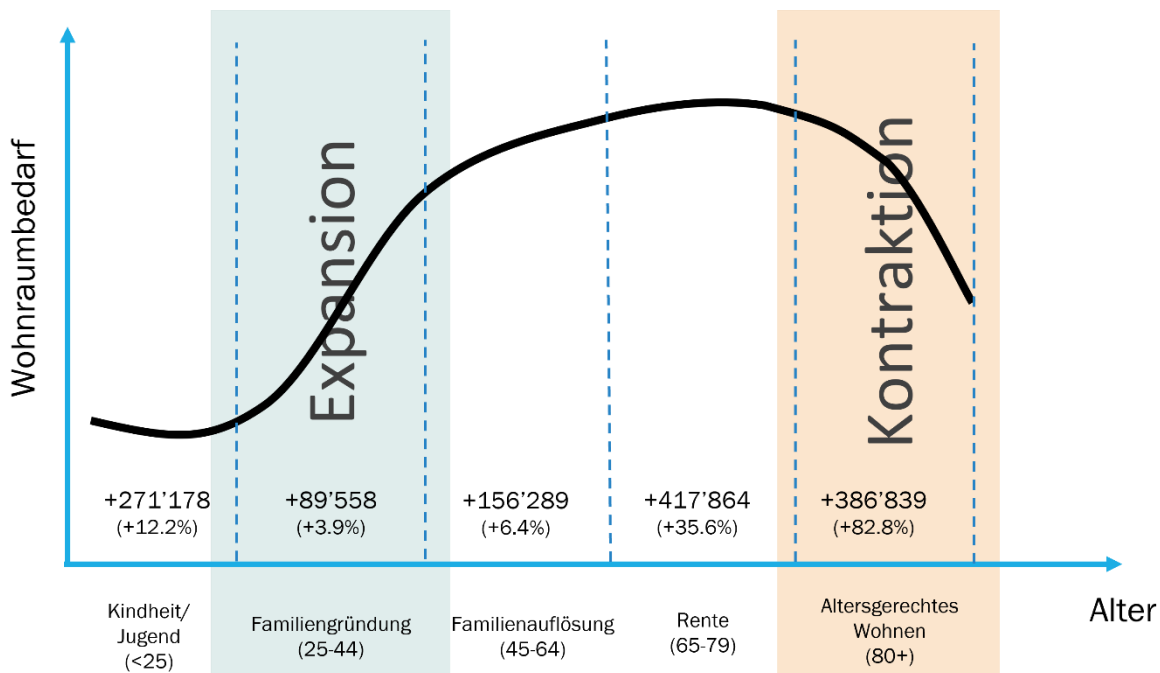 Wohnraumbedarf
Expansion
Kontraktion
+271’178
(+12.2%)
+89’558
(+3.9%)
+156’289
(+6.4%)
+417’864
(+35.6%)
+386’839
(+82.8%)
Kindheit/
Jugend
(<25)
Familiengründung
(25-44)
Familienauflösung
(45-64)
Rente
(65-79)
Altersgerechtes
Wohnen
(80+)
Alter